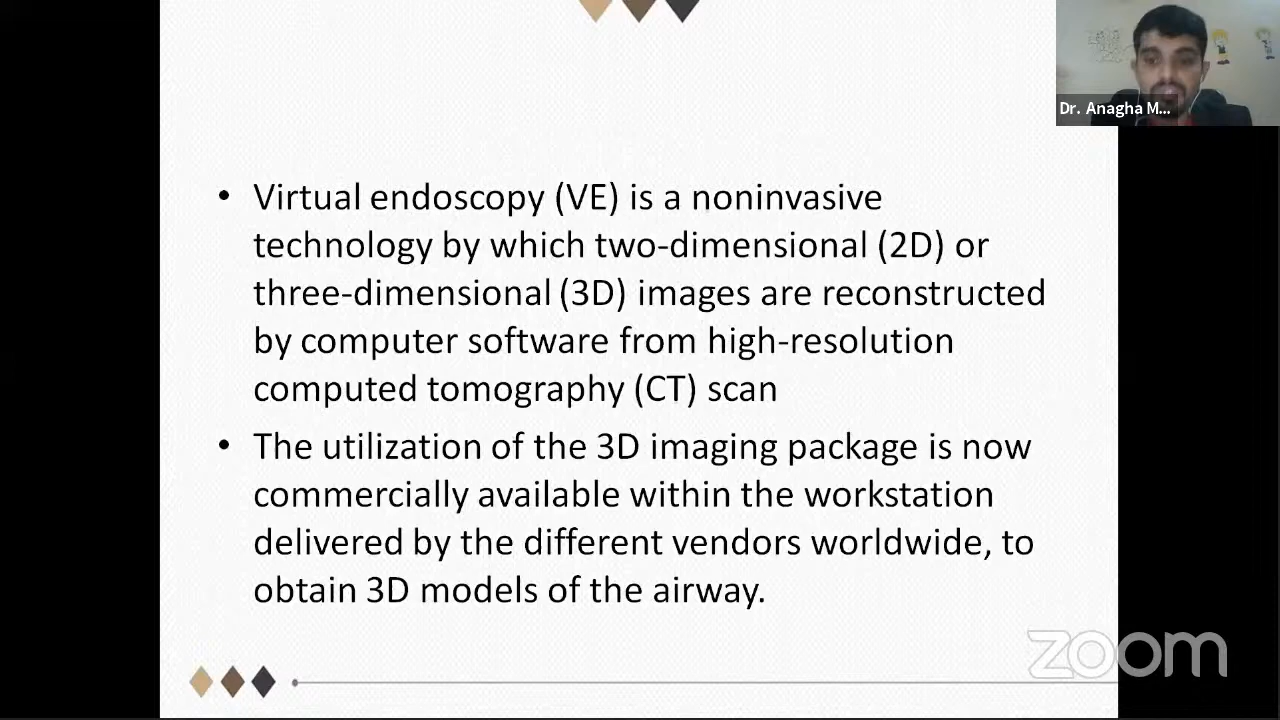 Dr. Anagha M...
• Virtual endoscopy (VE) is a noninvasive
technology by which two-dimensional (2D) or
three-dimensional (3D) images are reconstructed
by computer software from high-resolution
computed tomography (CT) scan
• The utilization of the 3D imaging package is now
commercially available within the workstation
delivered by the different vendors worldwide, to
obtain 3D models of the airway.
zoom